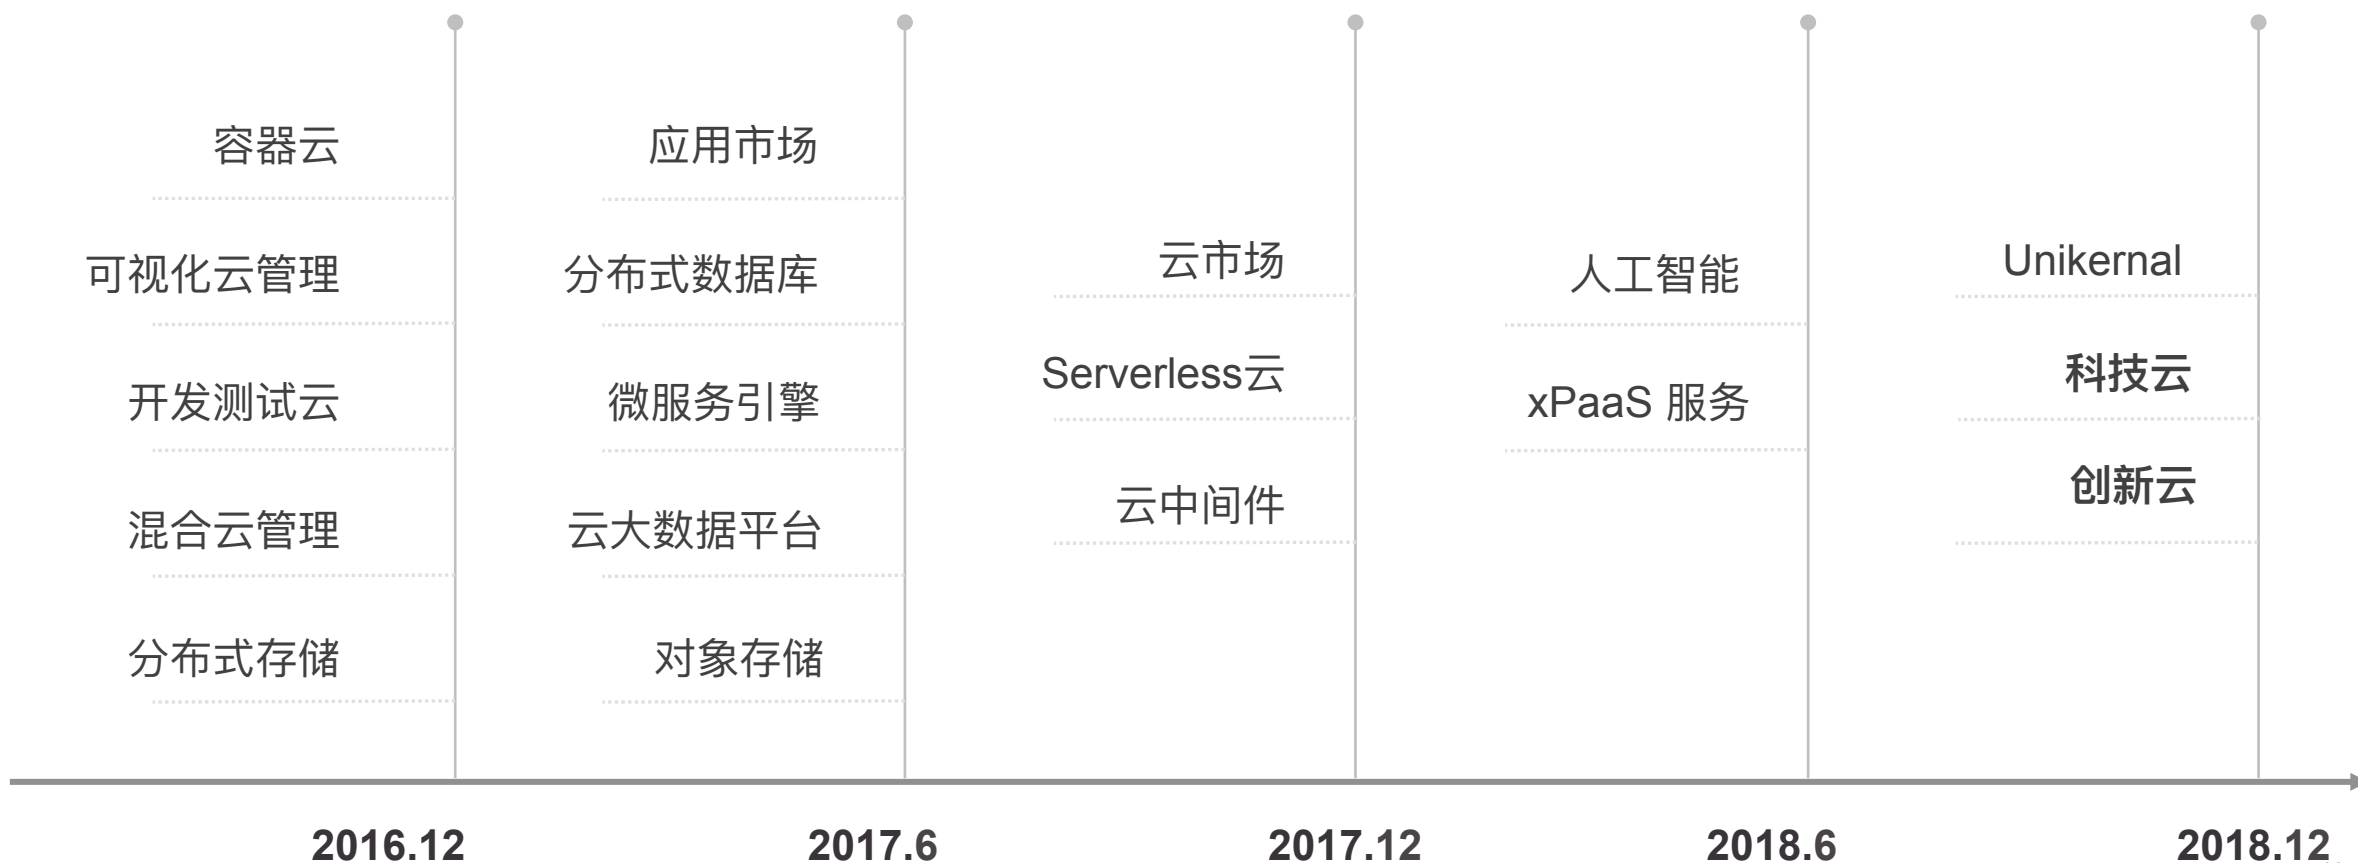 容器云
可视化云管理
开发测试云
混合云管理
分布式存储
应用市场
分布式数据库
微服务引擎
云大数据平台
对象存储
云市场
Serverless云
云中间件
人工智能
xPaaS 服务
Unikernal
科技云
创新云
2016.12
2017.6
2017.12
2018.6
2018.12